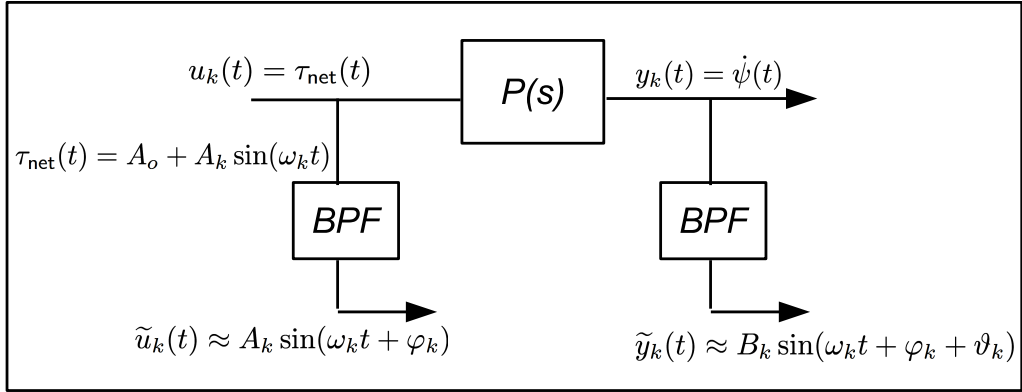 u_k(t) = τ_net(t)
P(s)
y_k(t) = ψ̇(t)
τ_net(t) = A_o + A_k sin(ω_k t)
BPF
BPF
ũ_k(t) ≈ A_k sin(ω_k t + φ_k)
ỹ_k(t) ≈ B_k sin(ω_k t + φ_k + ϑ_k)